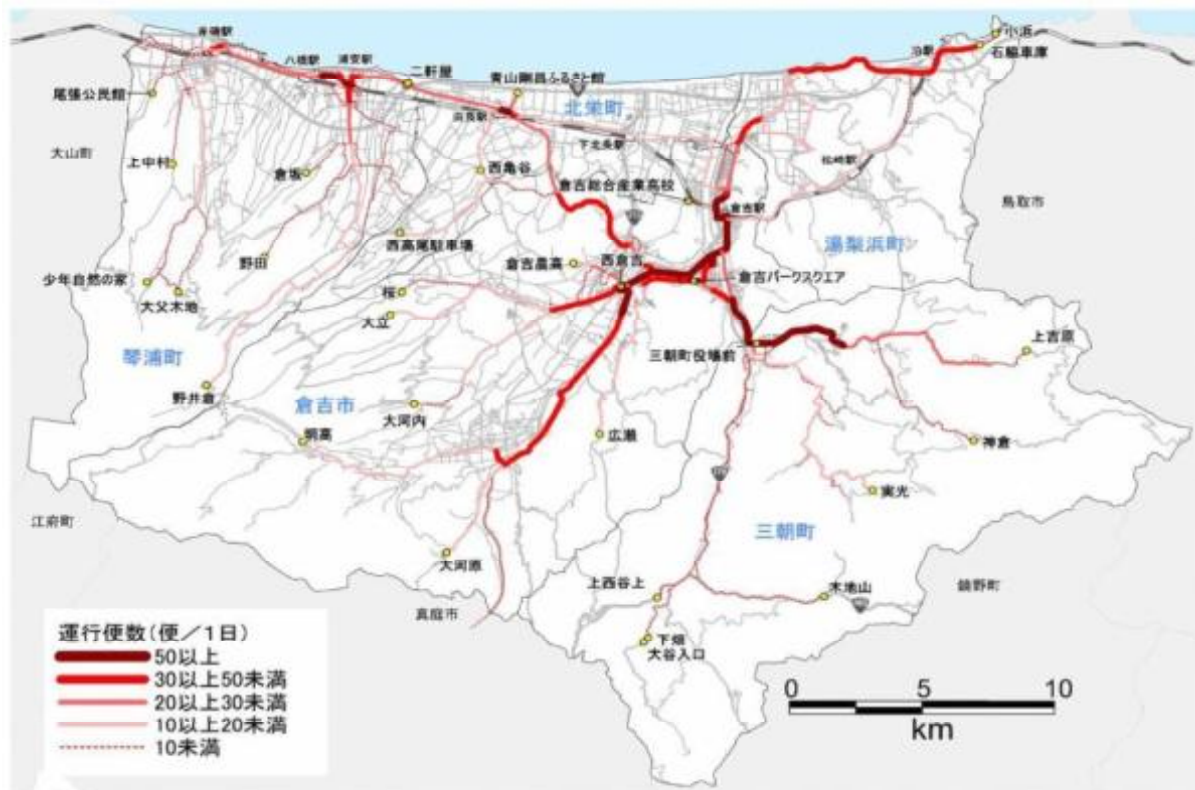 小浜
赤碕駅
泊駅
石脇車庫
八橋駅
浦安駅
二軒屋
青山剛昌ふるさと館
尾張公民館
北栄町
由良駅
大山町
下北条駅
上中村
倉坂
西亀谷
松崎駅
倉吉総合産業高校
鳥取市
倉吉駅
西高尾駐車場
湯梨浜町
野田
倉吉農高
西倉吉
少年自然の家
倉吉パークスクエア
大父木地
桜
大立
琴浦町
三朝町役場前
上吉原
野井倉
倉吉市
大河内
広瀬
神倉
実光
江府町
三朝町
大河原
上西谷上
木地山
鏡野町
真庭市
下畑
大谷入口
運行便数(便/1日)
50以上
30以上50未満
20以上30未満
10以上20未満
10未満
0 5 10
km